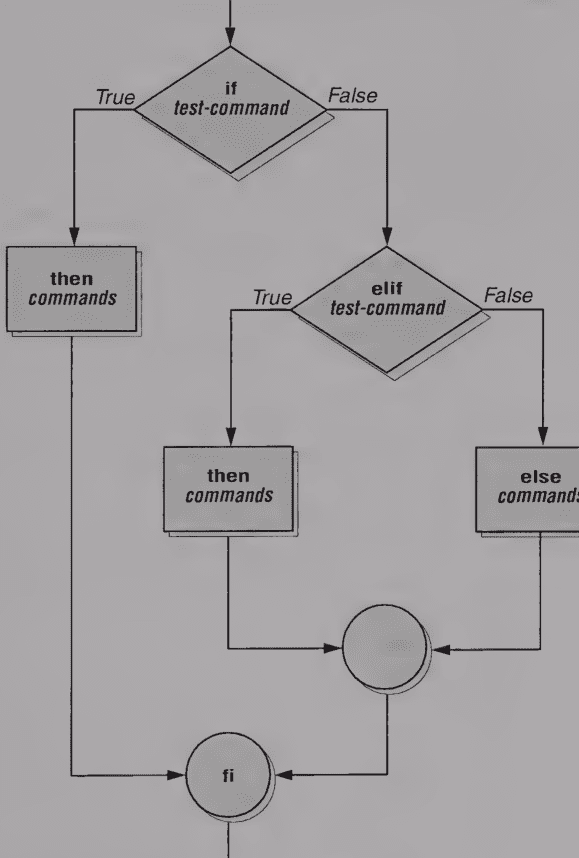 if
test-command
True
False
then
commands
elif
test-command
True
False
then
commands
else
commands
fi